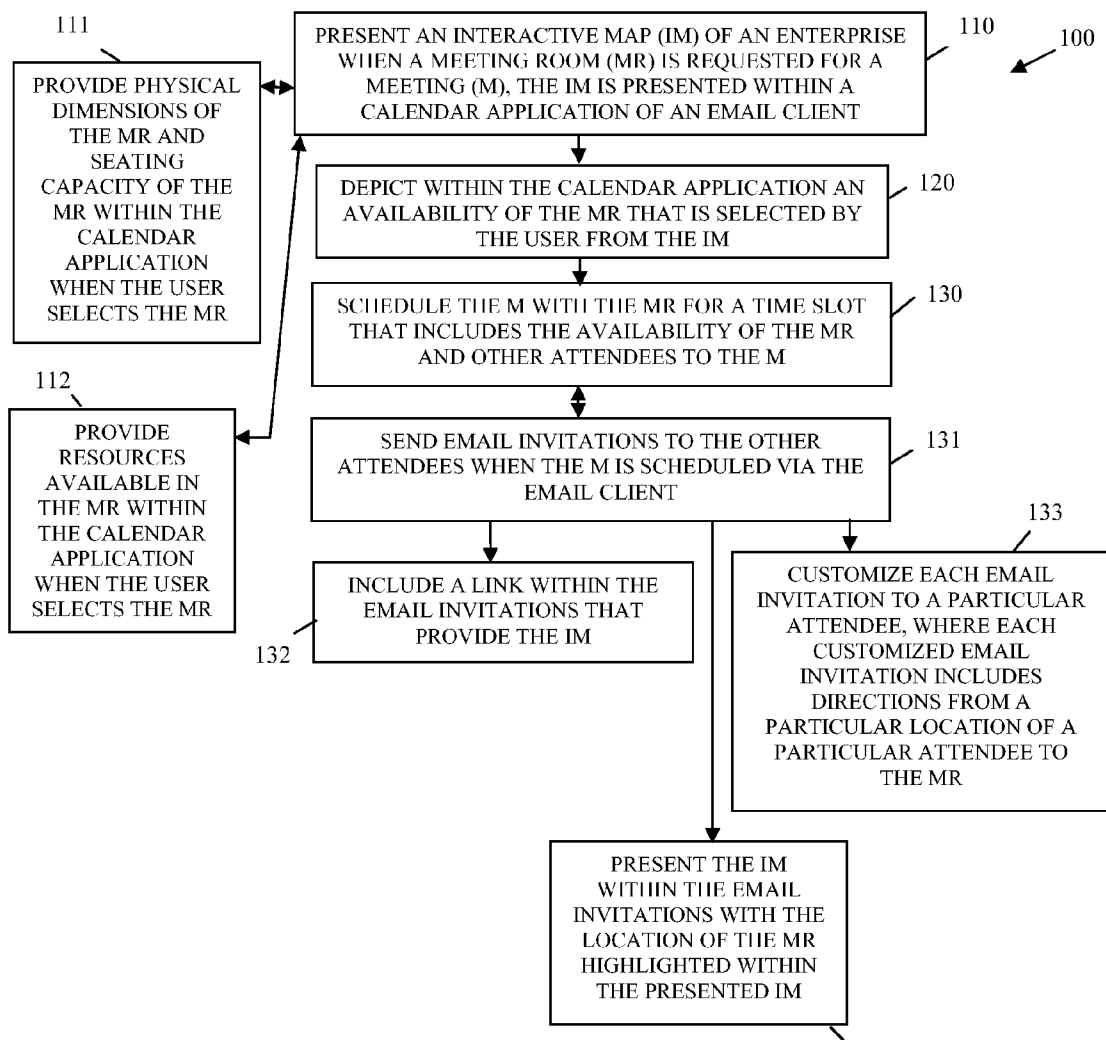 111
PROVIDE PHYSICAL
DIMENSIONS OF
THE MR AND
SEATING
CAPACITY OF THE
MR WITHIN THE
CALENDAR
APPLICATION
WHEN THE USER
SELECTS THE MR
PRESENT AN INTERACTIVE MAP (IM) OF AN ENTERPRISE
WHEN A MEETING ROOM (MR) IS REQUESTED FOR A
MEETING (M), THE IM IS PRESENTED WITHIN A
CALENDAR APPLICATION OF AN EMAIL CLIENT
110
100
DEPICT WITHIN THE CALENDAR APPLICATION AN
AVAILABILITY OF THE MR THAT IS SELECTED BY
THE USER FROM THE IM
120
SCHEDULE THE M WITH THE MR FOR A TIME SLOT
THAT INCLUDES THE AVAILABILITY OF THE MR
AND OTHER ATTENDEES TO THE M
130
112
PROVIDE
RESOURCES
AVAILABLE IN
THE MR WITHIN
THE CALENDAR
APPLICATION
WHEN THE USER
SELECTS THE MR
SEND EMAIL INVITATIONS TO THE OTHER
ATTENDEES WHEN THE M IS SCHEDULED VIA THE
EMAIL CLIENT
131
INCLUDE A LINK WITHIN THE
EMAIL INVITATIONS THAT
PROVIDE THE IM
132
133
CUSTOMIZE EACH EMAIL
INVITATION TO A PARTICULAR
ATTENDEE, WHERE EACH
CUSTOMIZED EMAIL
INVITATION INCLUDES
DIRECTIONS FROM A
PARTICULAR LOCATION OF A
PARTICULAR ATTENDEE TO
THE MR
PRESENT THE IM
WITHIN THE EMAIL
INVITATIONS WITH THE
LOCATION OF THE MR
HIGHLIGHTED WITHIN
THE PRESENTED IM